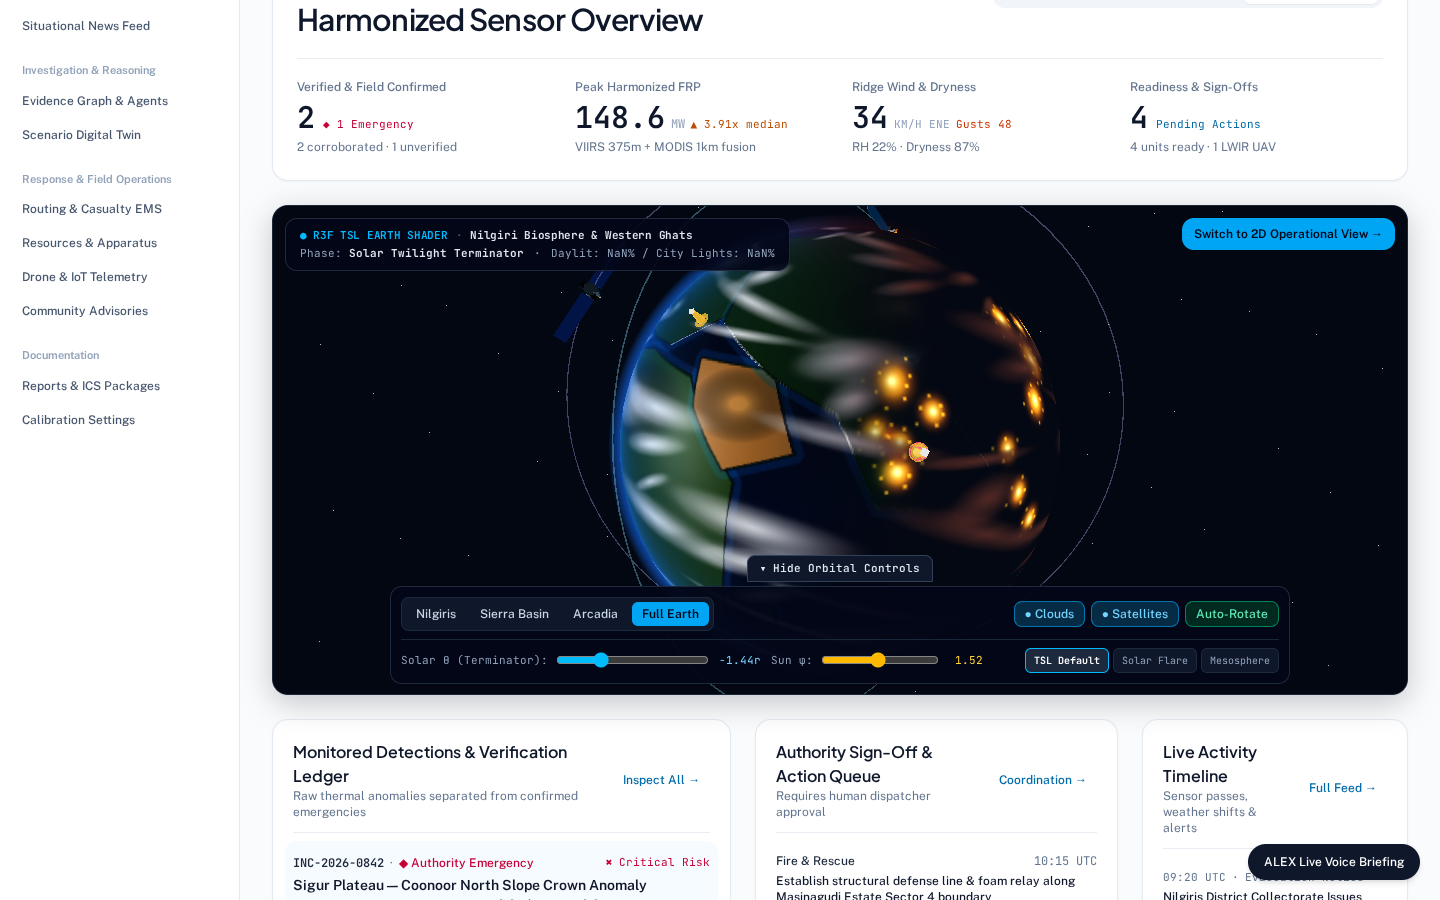 Situational News Feed
Investigation & Reasoning
Evidence Graph & Agents
Scenario Digital Twin
Response & Field Operations
Routing & Casualty EMS
Resources & Apparatus
Drone & IoT Telemetry
Community Advisories
Documentation
Reports & ICS Packages
Calibration Settings
Harmonized Sensor Overview
Verified & Field Confirmed
2 ◆ 1 Emergency
2 corroborated · 1 unverified
Peak Harmonized FRP
148.6 MW ▲ 3.91x median
VIIRS 375m + MODIS 1km fusion
Ridge Wind & Dryness
34 KM/H ENE Gusts 48
RH 22% · Dryness 87%
Readiness & Sign-Offs
4 Pending Actions
4 units ready · 1 LWIR UAV
● R3F TSL EARTH SHADER · Nilgiri Biosphere & Western Ghats
Phase: Solar Twilight Terminator · Daylit: NaN% / City Lights: NaN%
Switch to 2D Operational View →
▾ Hide Orbital Controls
Nilgiris Sierra Basin Arcadia Full Earth
● Clouds ● Satellites Auto-Rotate
Solar θ (Terminator): -1.44r Sun φ: 1.52
TSL Default Solar Flare Mesosphere
Monitored Detections & Verification
Ledger
Raw thermal anomalies separated from confirmed
emergencies
Inspect All →
INC-2026-0842 · ◆ Authority Emergency ✖ Critical Risk
Sigur Plateau — Coonoor North Slope Crown Anomaly
Authority Sign-Off &
Action Queue
Requires human dispatcher
approval
Coordination →
Fire & Rescue 10:15 UTC
Establish structural defense line & foam relay along
Masinagudi Estate Sector 4 boundary
Live Activity
Timeline
Sensor passes,
weather shifts &
alerts
Full Feed →
09:20 UTC ·
Nilgiris District Collectorate Issues
ALEX Live Voice Briefing